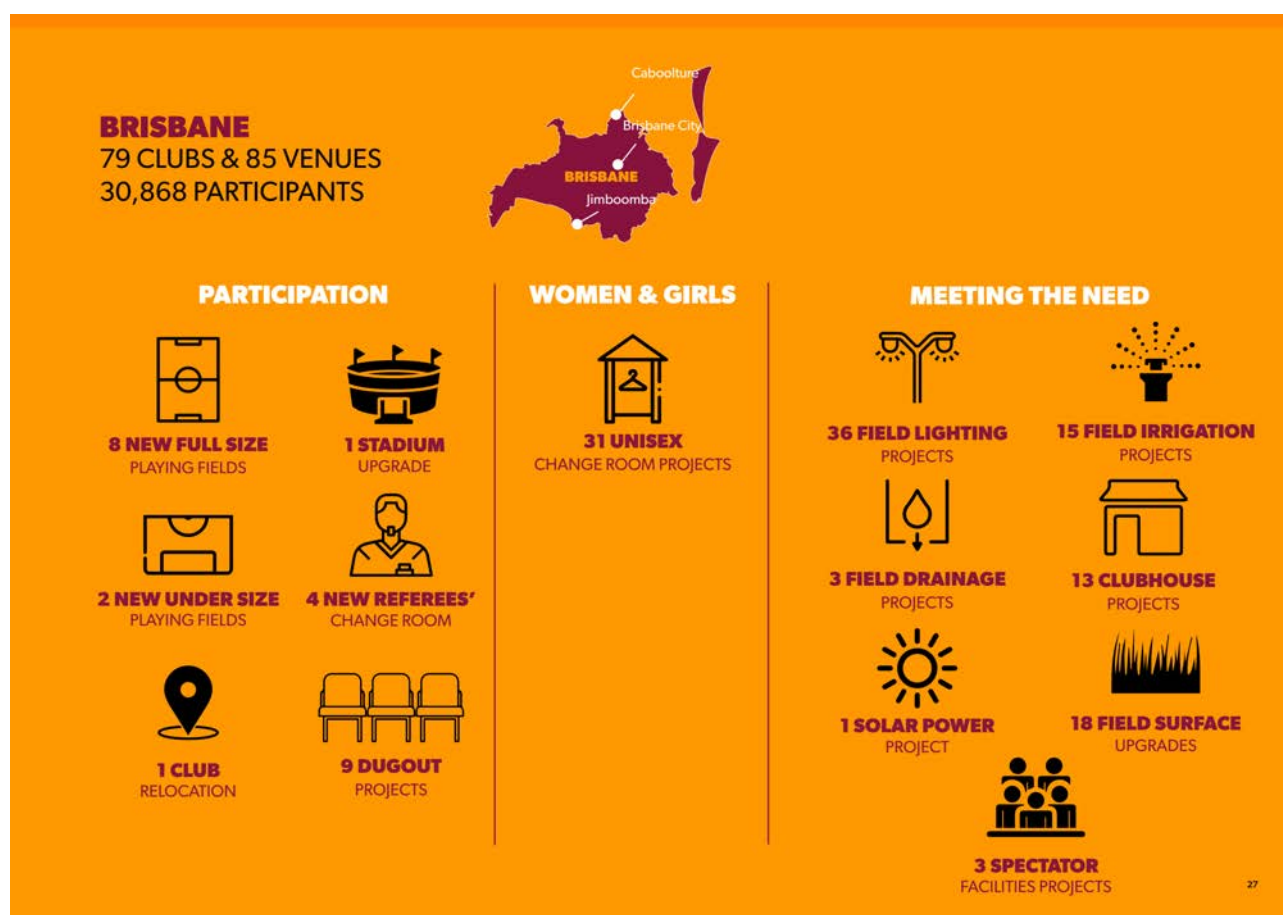 BRISBANE
79 CLUBS & 85 VENUES
30,868 PARTICIPANTS
Caboolture
Brisbane City
BRISBANE
Jimboomba
PARTICIPATION
8 NEW FULL SIZE
PLAYING FIELDS
1 STADIUM
UPGRADE
2 NEW UNDER SIZE
PLAYING FIELDS
4 NEW REFEREES’
CHANGE ROOM
1 CLUB
RELOCATION
9 DUGOUT
PROJECTS
WOMEN & GIRLS
31 UNISEX
CHANGE ROOM PROJECTS
MEETING THE NEED
36 FIELD LIGHTING
PROJECTS
15 FIELD IRRIGATION
PROJECTS
3 FIELD DRAINAGE
PROJECTS
13 CLUBHOUSE
PROJECTS
1 SOLAR POWER
PROJECT
18 FIELD SURFACE
UPGRADES
3 SPECTATOR
FACILITIES PROJECTS
27